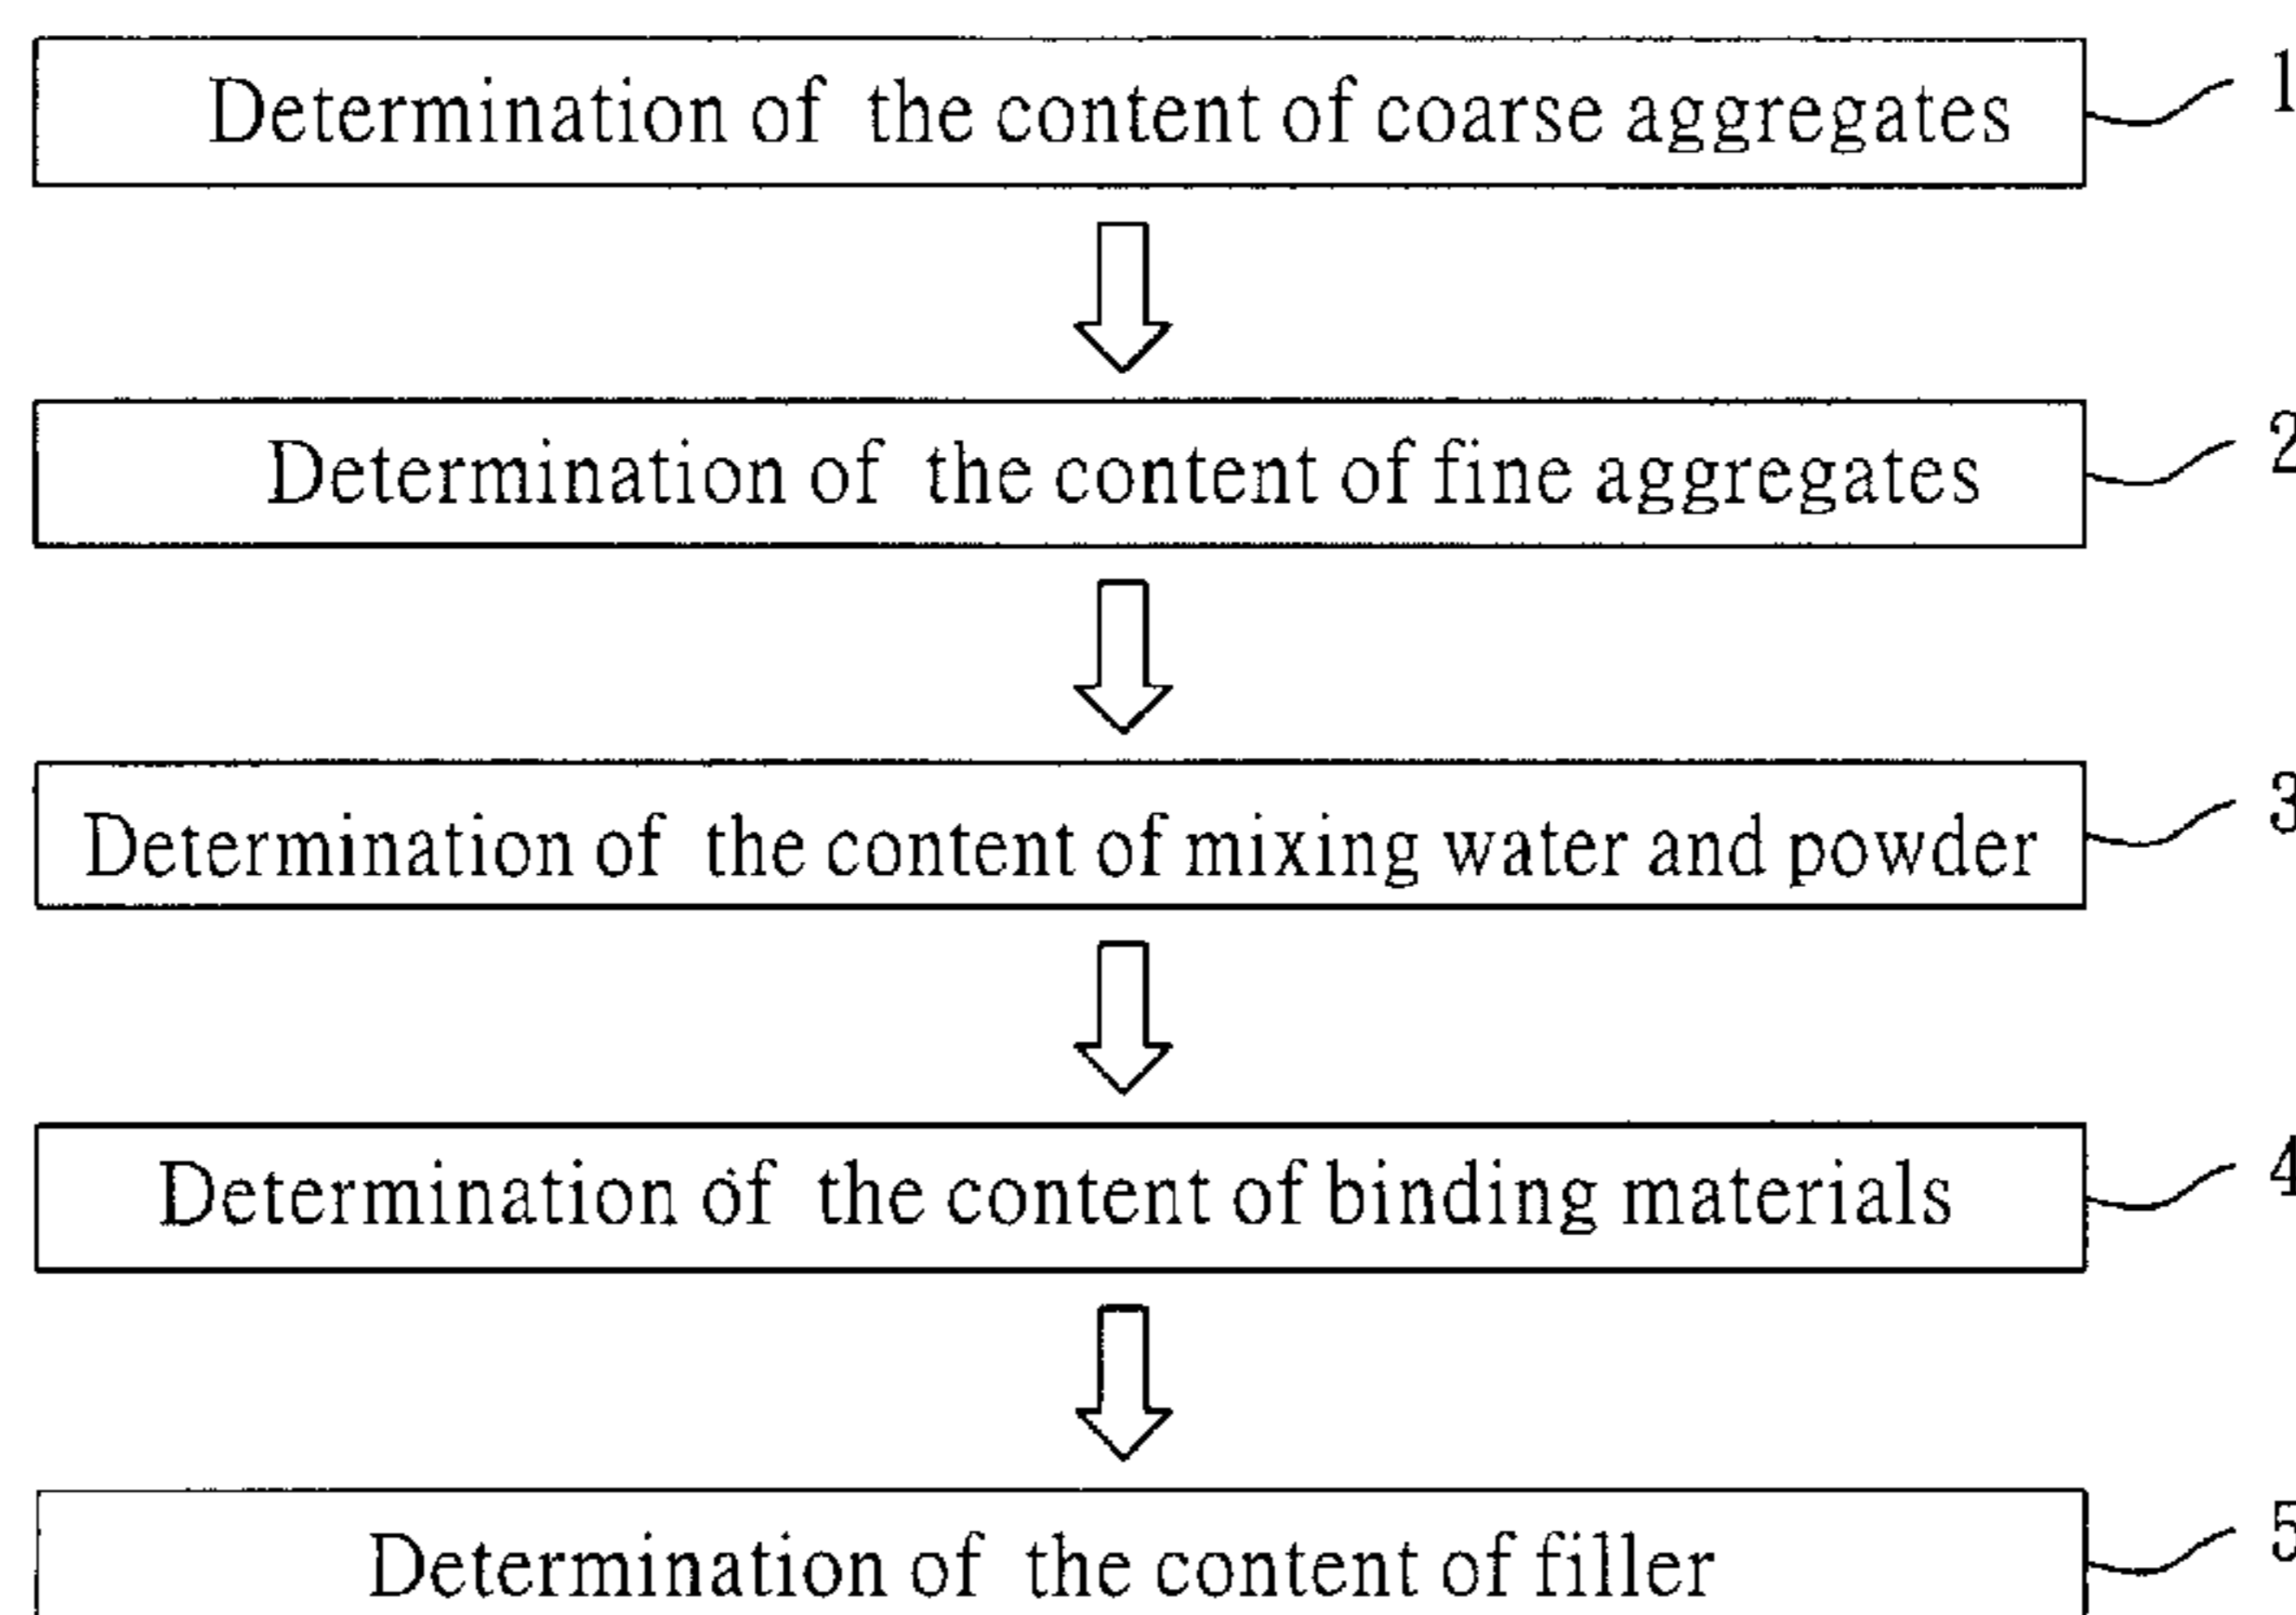 Determination of the content of coarse aggregates 1
Determination of the content of fine aggregates 2
Determination of the content of mixing water and powder 3
Determination of the content of binding materials 4
Determination of the content of filler 5